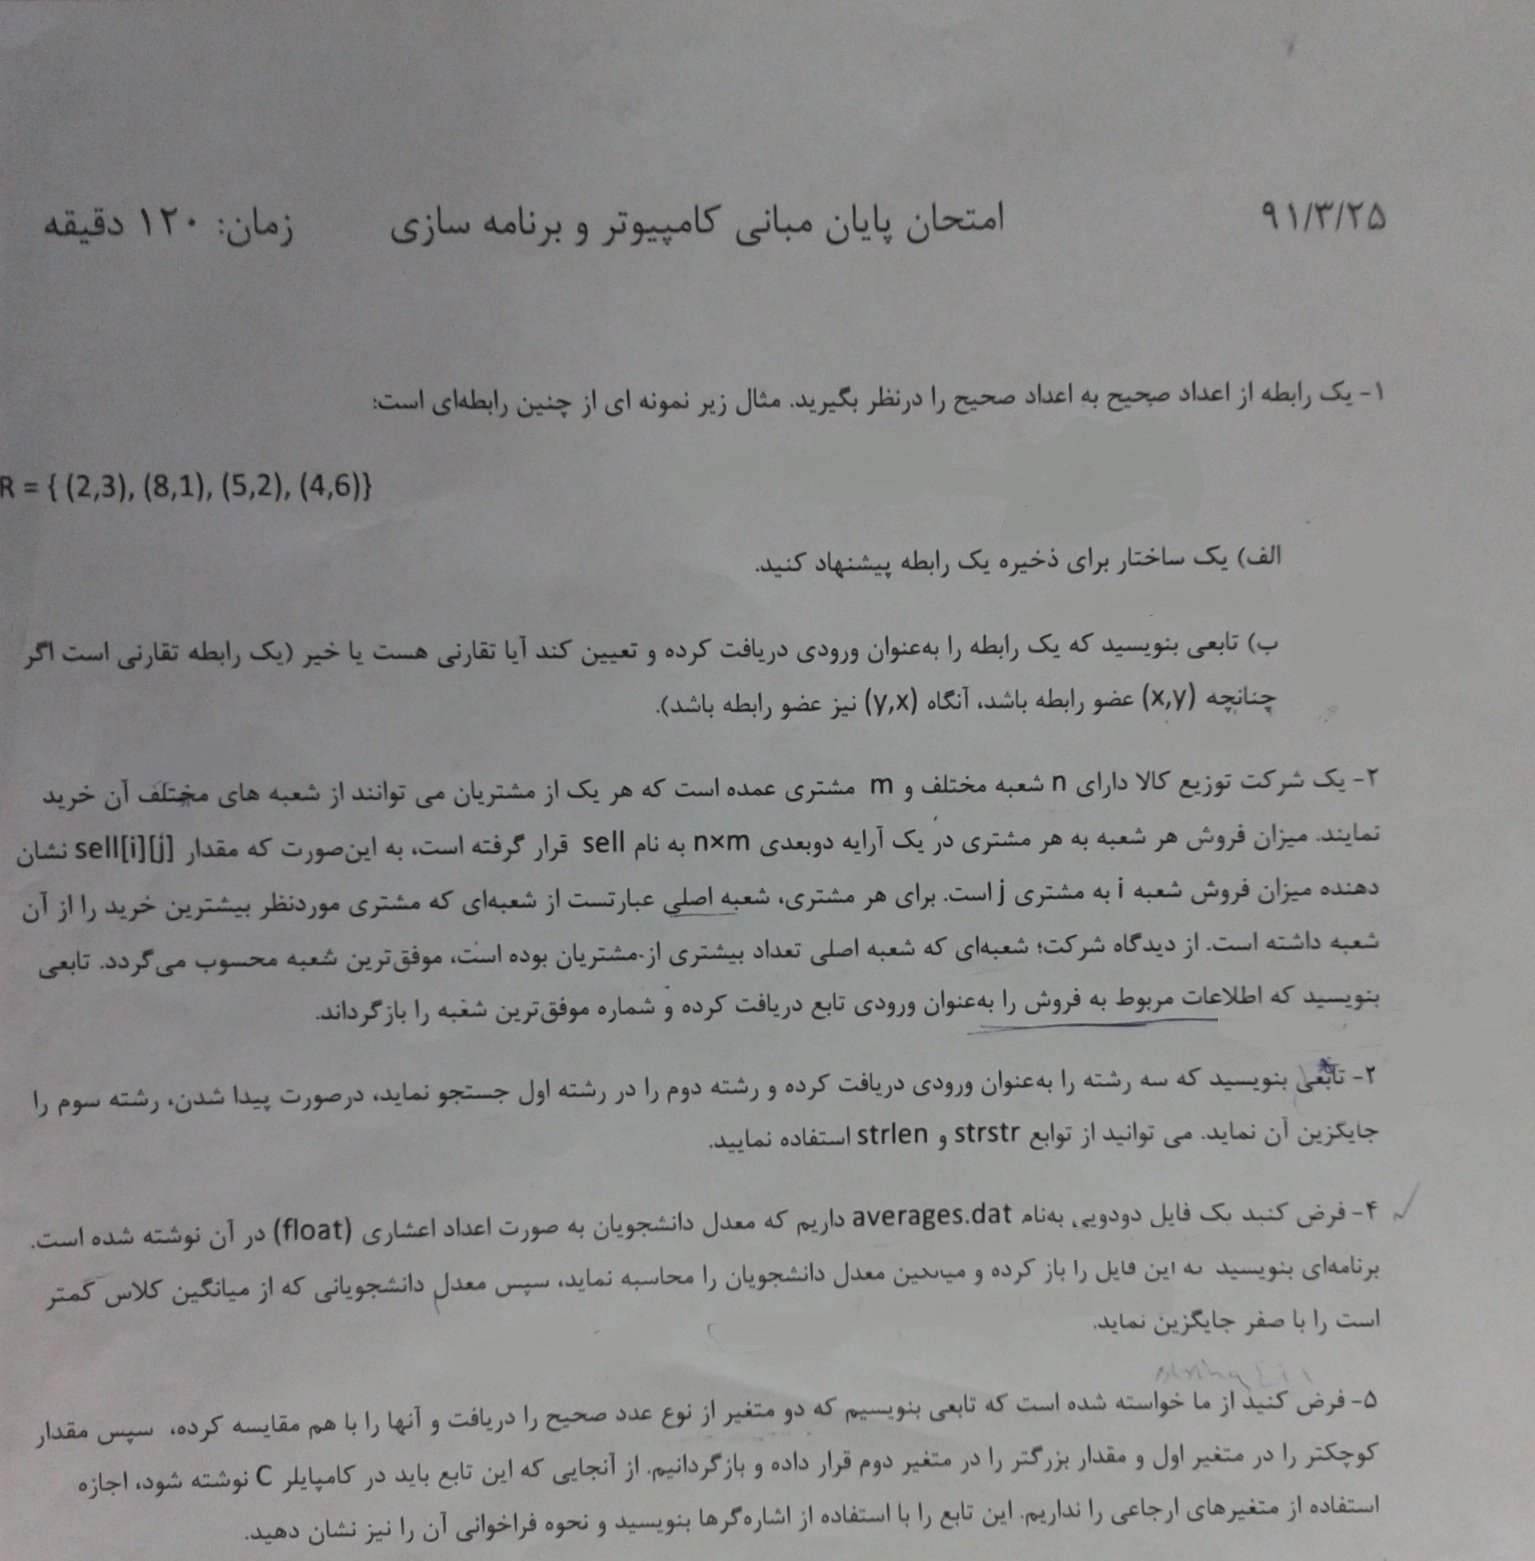 ۹۱/۳/۲۵ امتحان پایان مبانی کامپیوتر و برنامه سازی زمان: ۱۲۰ دقیقه
۱- یک رابطه از اعداد صحیح به اعداد صحیح را درنظر بگیرید. مثال زیر نمونه ای از چنین رابطه‌ای است:
R = { (2,3), (8,1), (5,2), (4,6)}
الف) یک ساختار برای ذخیره یک رابطه پیشنهاد کنید.
ب) تابعی بنویسید که یک رابطه را به‌عنوان ورودی دریافت کرده و تعیین کند آیا تقارنی هست یا خیر (یک رابطه تقارنی است اگر
چنانچه (x,y) عضو رابطه باشد، آنگاه (y,x) نیز عضو رابطه باشد).
۲- یک شرکت توزیع کالا دارای n شعبه مختلف و m مشتری عمده است که هر یک از مشتریان می توانند از شعبه های مختلف آن خرید
نمایند. میزان فروش هر شعبه به هر مشتری در یک آرایه دوبعدی n×m به نام sell قرار گرفته است، به این‌صورت که مقدار sell[i][j] نشان
دهنده میزان فروش شعبه i به مشتری j است. برای هر مشتری، شعبه اصلی عبارتست از شعبه‌ای که مشتری موردنظر بیشترین خرید را از آن
شعبه داشته است. از دیدگاه شرکت؛ شعبه‌ای که شعبه اصلی تعداد بیشتری از مشتریان بوده است، موفق‌ترین شعبه محسوب می‌گردد. تابعی
بنویسید که اطلاعات مربوط به فروش را به‌عنوان ورودی تابع دریافت کرده و شماره موفق‌ترین شعبه را بازگرداند.
۲- تابعی بنویسید که سه رشته را به‌عنوان ورودی دریافت کرده و رشته دوم را در رشته اول جستجو نماید، درصورت پیدا شدن، رشته سوم را
جایگزین آن نماید. می توانید از توابع strstr و strlen استفاده نمایید.
۴- فرض کنید یک فایل دودویی به‌نام averages.dat داریم که معدل دانشجویان به صورت اعداد اعشاری (float) در آن نوشته شده است.
برنامه‌ای بنویسید که این فایل را باز کرده و میانگین معدل دانشجویان را محاسبه نماید، سپس معدل دانشجویانی که از میانگین کلاس کمتر
است را با صفر جایگزین نماید.
۵- فرض کنید از ما خواسته شده است که تابعی بنویسیم که دو متغیر از نوع عدد صحیح را دریافت و آنها را با هم مقایسه کرده، سپس مقدار
کوچکتر را در متغیر اول و مقدار بزرگتر را در متغیر دوم قرار داده و بازگردانیم. از آنجایی که این تابع باید در کامپایلر C نوشته شود، اجازه
استفاده از متغیرهای ارجاعی را نداریم. این تابع را با استفاده از اشاره‌گرها بنویسید و نحوه فراخوانی آن را نیز نشان دهید.